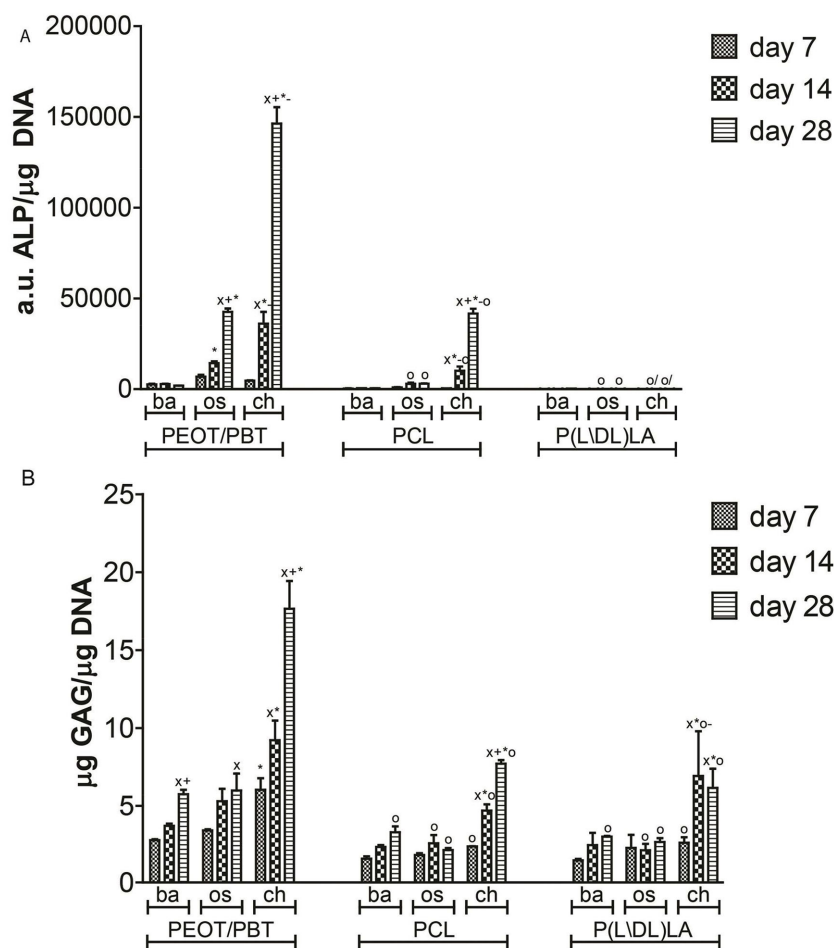 A
200000
150000
100000
50000
0
a.u. ALP/µg DNA
day 7
day 14
day 28
x+*
*
x*-
x+*-
o o
x*-o
x+*-o
o o
o/ o/
ba os ch ba os ch ba os ch
PEOT/PBT PCL P(L\DL)LA
B
25
20
15
10
5
0
µg GAG/µg DNA
day 7
day 14
day 28
x+
x
*
x*
x+*
o
o
o
o
x*o
x+*o
o
o
o
o
x*o-
x*o
ba os ch ba os ch ba os ch
PEOT/PBT PCL P(L\DL)LA